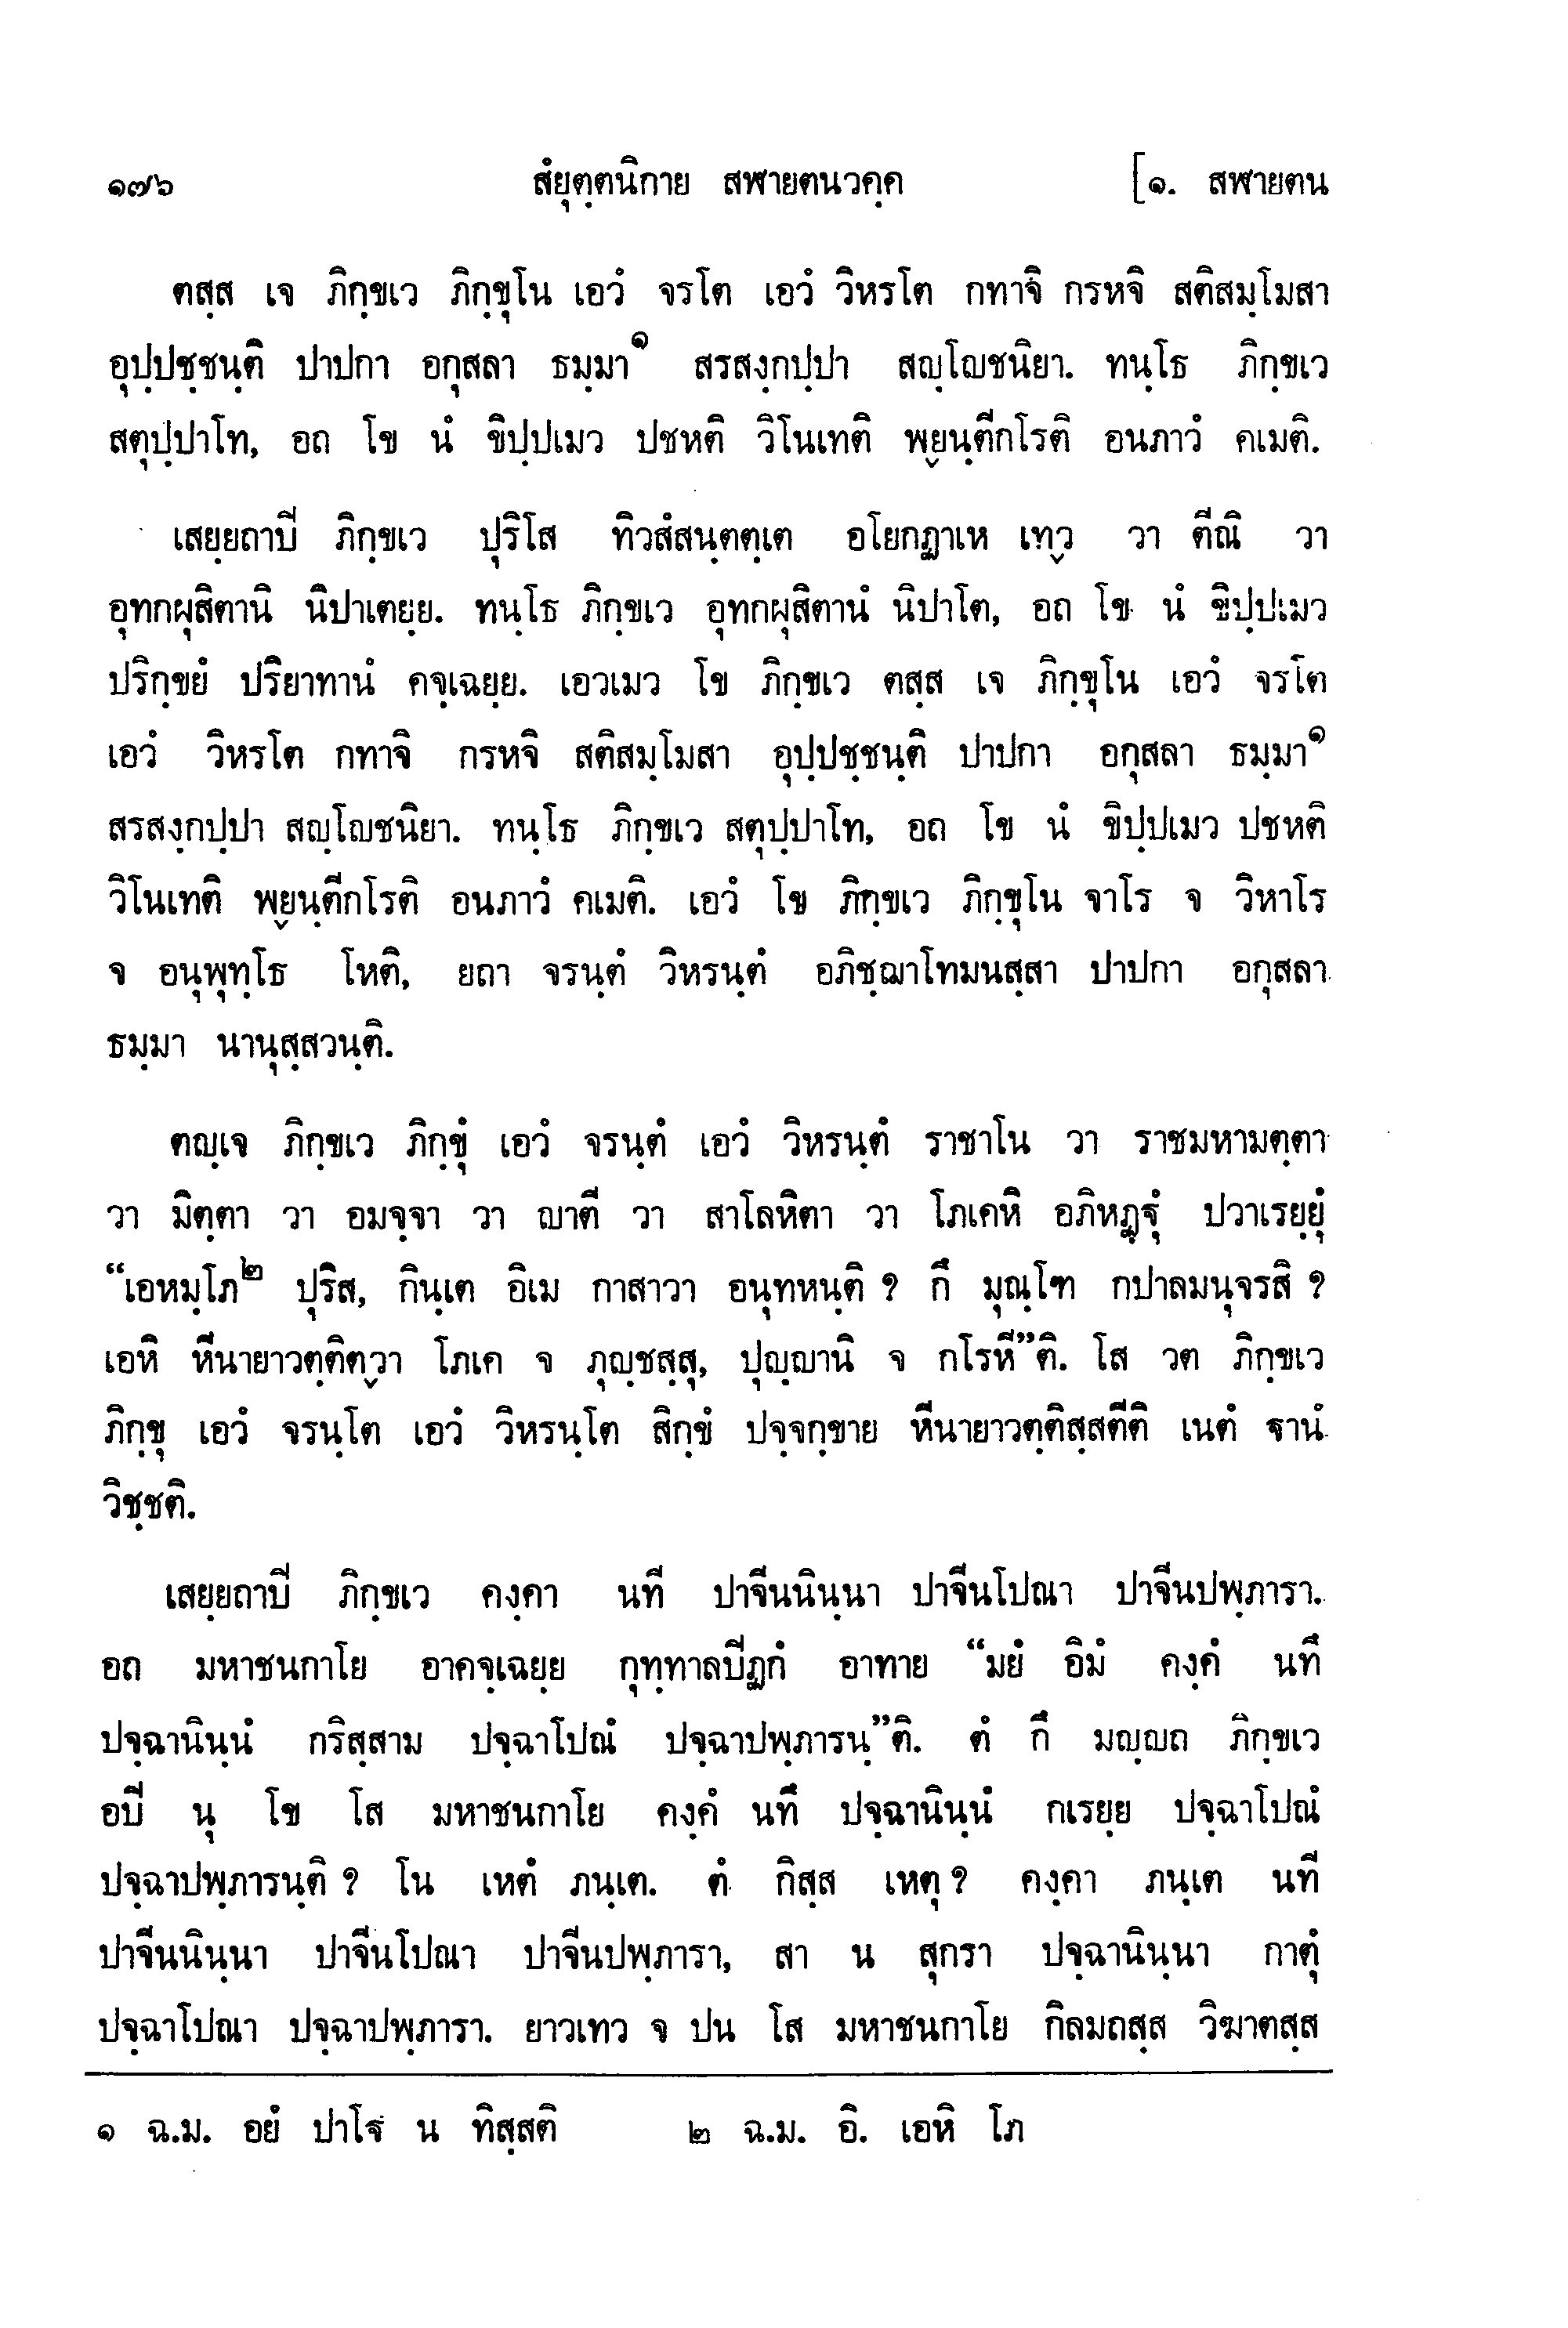 ๑๗๖ สํยุตฺตนิกาย สฬายตนวคฺค [๑. สฬายตน
ตสฺส เจ ภิกฺขเว ภิกฺขุโน เอวํ จรโต เอวํ วิหรโต กทาจิ กรหจิ สติสมฺโมสา
อุปฺปชฺชนฺติ ปาปกา อกุสลา ธมฺมา๑ สรสงฺกปฺปา สญฺโญชนิยา. ทนฺโธ ภิกฺขเว
สตุปฺปาโท, อถ โข นํ ขิปฺปเมว ปชหติ วิโนเทติ พฺยนฺตีกโรติ อนภาวํ คเมติ.
เสยฺยถาปิ ภิกฺขเว ปุริโส ทิวสํสนฺตตฺเต อโยกฏาเห เทฺว วา ตีณิ วา
อุทกผุสิตานิ นิปาเตยฺย. ทนฺโธ ภิกฺขเว อุทกผุสิตานํ นิปาโต, อถ โข นํ ขิปฺปเมว
ปริกฺขยํ ปริยาทานํ คจฺเฉยฺย. เอวเมว โข ภิกฺขเว ตสฺส เจ ภิกฺขุโน เอวํ จรโต
เอวํ วิหรโต กทาจิ กรหจิ สติสมฺโมสา อุปฺปชฺชนฺติ ปาปกา อกุสลา ธมฺมา๑
สรสงฺกปฺปา สญฺโญชนิยา. ทนฺโธ ภิกฺขเว สตุปฺปาโท, อถ โข นํ ขิปฺปเมว ปชหติ
วิโนเทติ พฺยนฺตีกโรติ อนภาวํ คเมติ. เอวํ โข ภิกฺขเว ภิกฺขุโน จาโร จ วิหาโร
จ อนุพุทฺโธ โหติ, ยถา จรนฺตํ วิหรนฺตํ อภิชฺฌาโทมนสฺสา ปาปกา อกุสลา
ธมฺมา นานุสฺสวนฺติ.
ตญฺเจ ภิกฺขเว ภิกฺขุํ เอวํ จรนฺตํ เอวํ วิหรนฺตํ ราชาโน วา ราชมหามตฺตา
วา มิตฺตา วา อมจฺจา วา ญาตี วา สาโลหิตา วา โภเคหิ อภิหฏฺฐุํ ปวาเรยฺยุํ
“เอหมฺโภ๒ ปุริส, กินฺเต อิเม กาสาวา อนุทหนฺติ ? กึ มุณฺโฑ กปาลมนุจรสิ ?
เอหิ หีนายาวตฺติตฺวา โภเค จ ภุญฺชสฺสุ, ปุญฺญานิ จ กโรหี”ติ. โส วต ภิกฺขเว
ภิกฺขุ เอวํ จรนฺโต เอวํ วิหรนฺโต สิกฺขํ ปจฺจกฺขาย หีนายาวตฺติสฺสตีติ เนตํ ฐานํ
วิชฺชติ.
เสยฺยถาปิ ภิกฺขเว คงฺคา นที ปาจีนนินฺนา ปาจีนโปณา ปาจีนปพฺภารา.
อถ มหาชนกาโย อาคจฺเฉยฺย กุทฺทาลปิฏกํ อาทาย “มยํ อิมํ คงฺคํ นทึ
ปจฺฉานินฺนํ กริสฺสาม ปจฺฉาโปณํ ปจฺฉาปพฺภารนฺ”ติ. ตํ กึ มญฺญถ ภิกฺขเว
อปิ นุ โข โส มหาชนกาโย คงฺคํ นทึ ปจฺฉานินฺนํ กเรยฺย ปจฺฉาโปณํ
ปจฺฉาปพฺภารนฺติ ? โน เหตํ ภนฺเต. ตํ กิสฺส เหตุ ? คงฺคา ภนฺเต นที
ปาจีนนินฺนา ปาจีนโปณา ปาจีนปพฺภารา, สา น สุกรา ปจฺฉานินฺนา กาตุํ
ปจฺฉาโปณา ปจฺฉาปพฺภารา. ยาวเทว จ ปน โส มหาชนกาโย กิลมถสฺส วิฆาตสฺส
๑ ฉ.ม. อยํ ปาโฐ น ทิสฺสติ ๒ ฉ.ม. อิ. เอหิ โภ